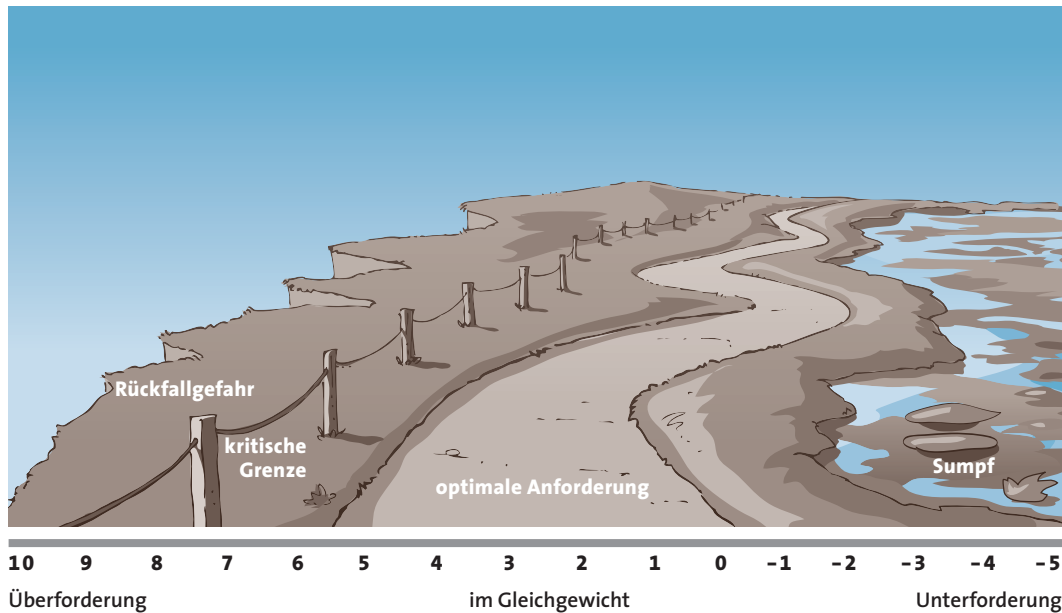 Rückfallgefahr
kritische
Grenze
optimale Anforderung
Sumpf
10 9 8 7 6 5 4 3 2 1 0 –1 –2 –3 –4 –5
Überforderung im Gleichgewicht Unterforderung